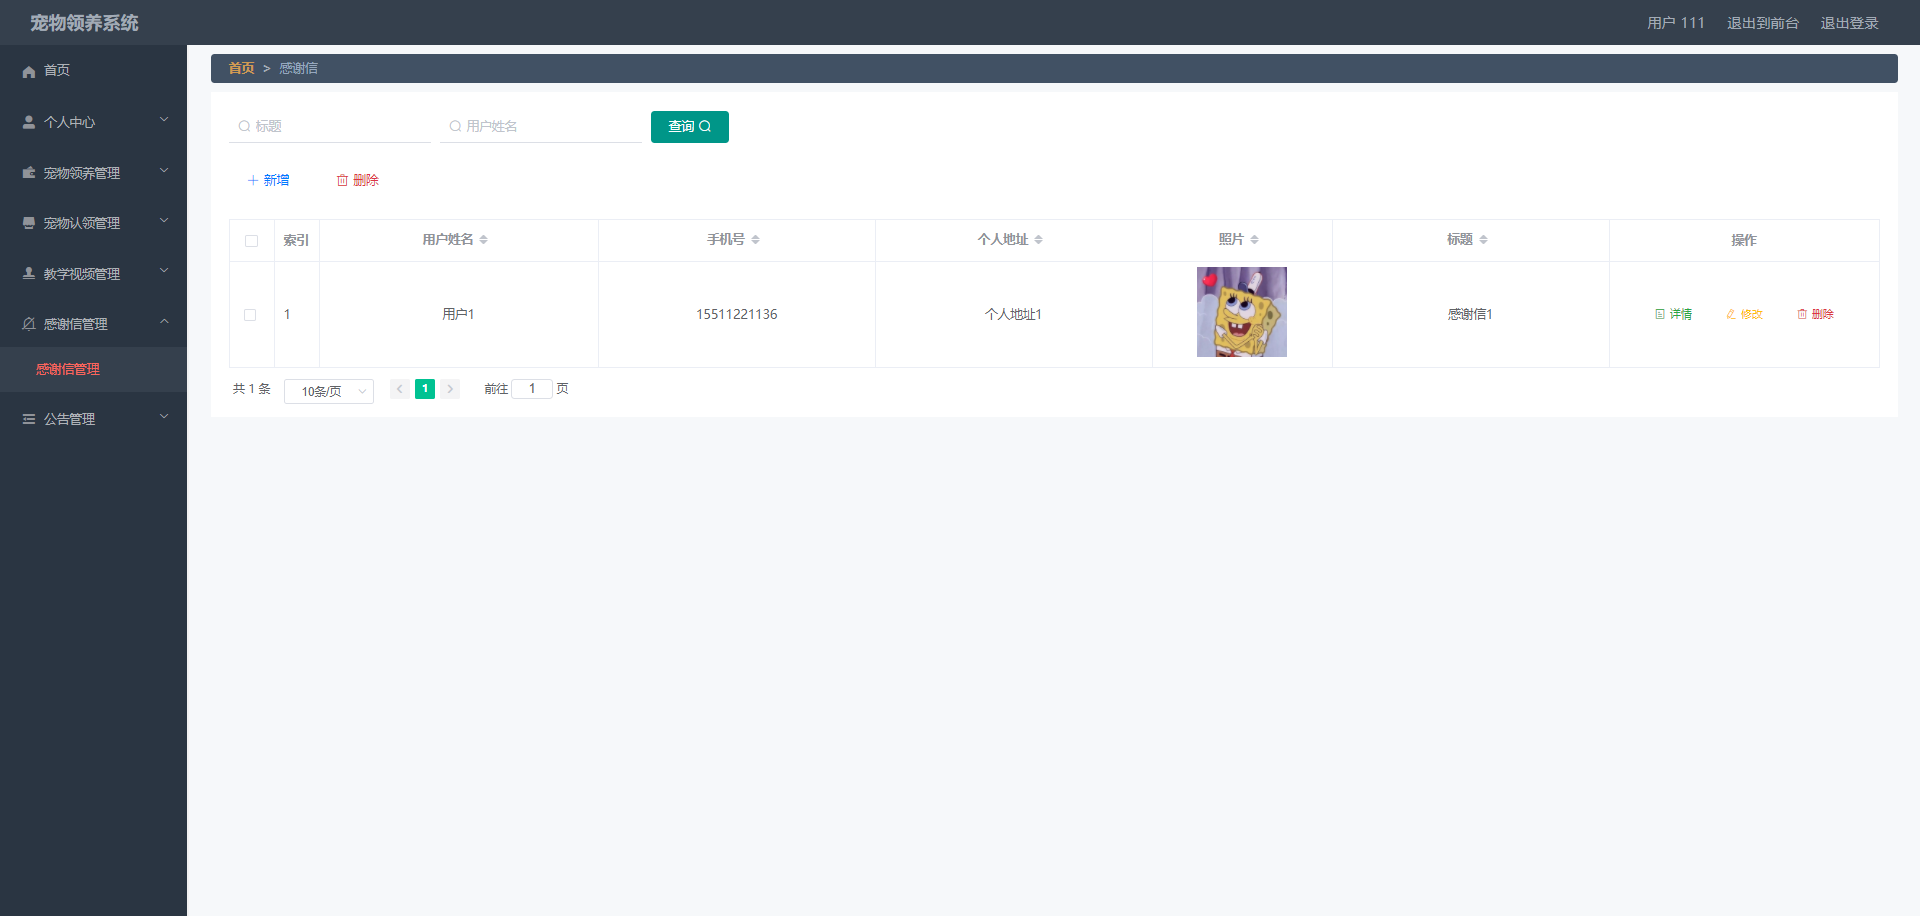 宠物领养系统
用户 111 退出到前台 退出登录
首页
个人中心
宠物领养管理
宠物认领管理
教学视频管理
感谢信管理
感谢信管理
公告管理
首页 > 感谢信
标题 用户姓名 查询
新增 删除
索引 用户姓名 手机号 个人地址 照片 标题 操作
1 用户1 15511221136 个人地址1 感谢信1 详情 修改 删除
共 1 条 10条/页 1 前往 1 页